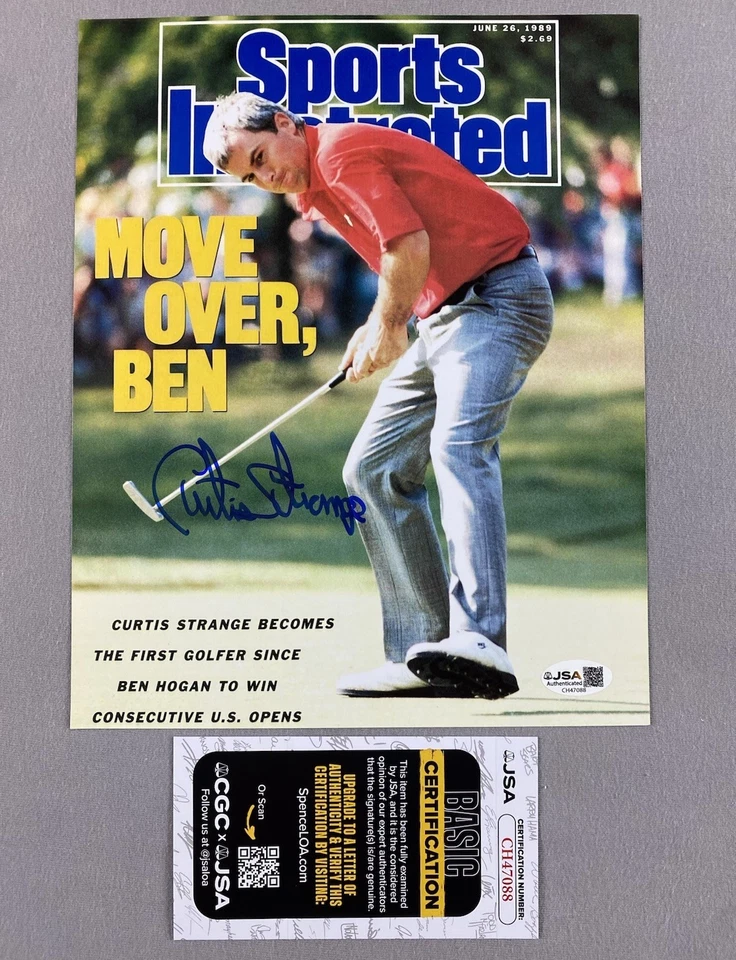 JUNE 26, 1989
$2.69
Sports
Illustrated
MOVE
OVER,
BEN
Curtis Strange
CURTIS STRANGE BECOMES
THE FIRST GOLFER SINCE
BEN HOGAN TO WIN
CONSECUTIVE U.S. OPENS
JSA
Authenticated
CH47088
JSA
CERTIFICATION NUMBER:
CH47088
BASIC
CERTIFICATION
This item has been fully examined
by JSA, and it is the considered
opinion of our expert authenticators
that the signature(s) is/are genuine.
UPGRADE TO A LETTER OF
AUTHENTICITY & VERIFY THIS
CERTIFICATION BY VISITING:
SpenceLOA.com
Or Scan
CGC x JSA
Follow us at @jsaloa